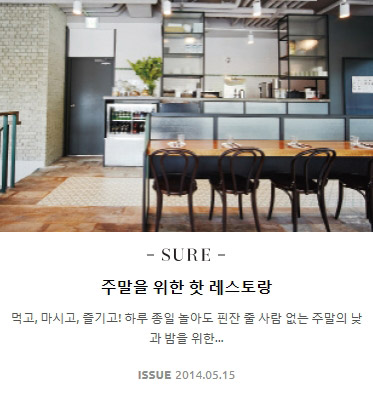 - SURE -
주말을 위한 핫 레스토랑
먹고, 마시고, 즐기고! 하루 종일 놀아도 핀잔 줄 사람 없는 주말의 낮
과 밤을 위한...
ISSUE 2014.05.15